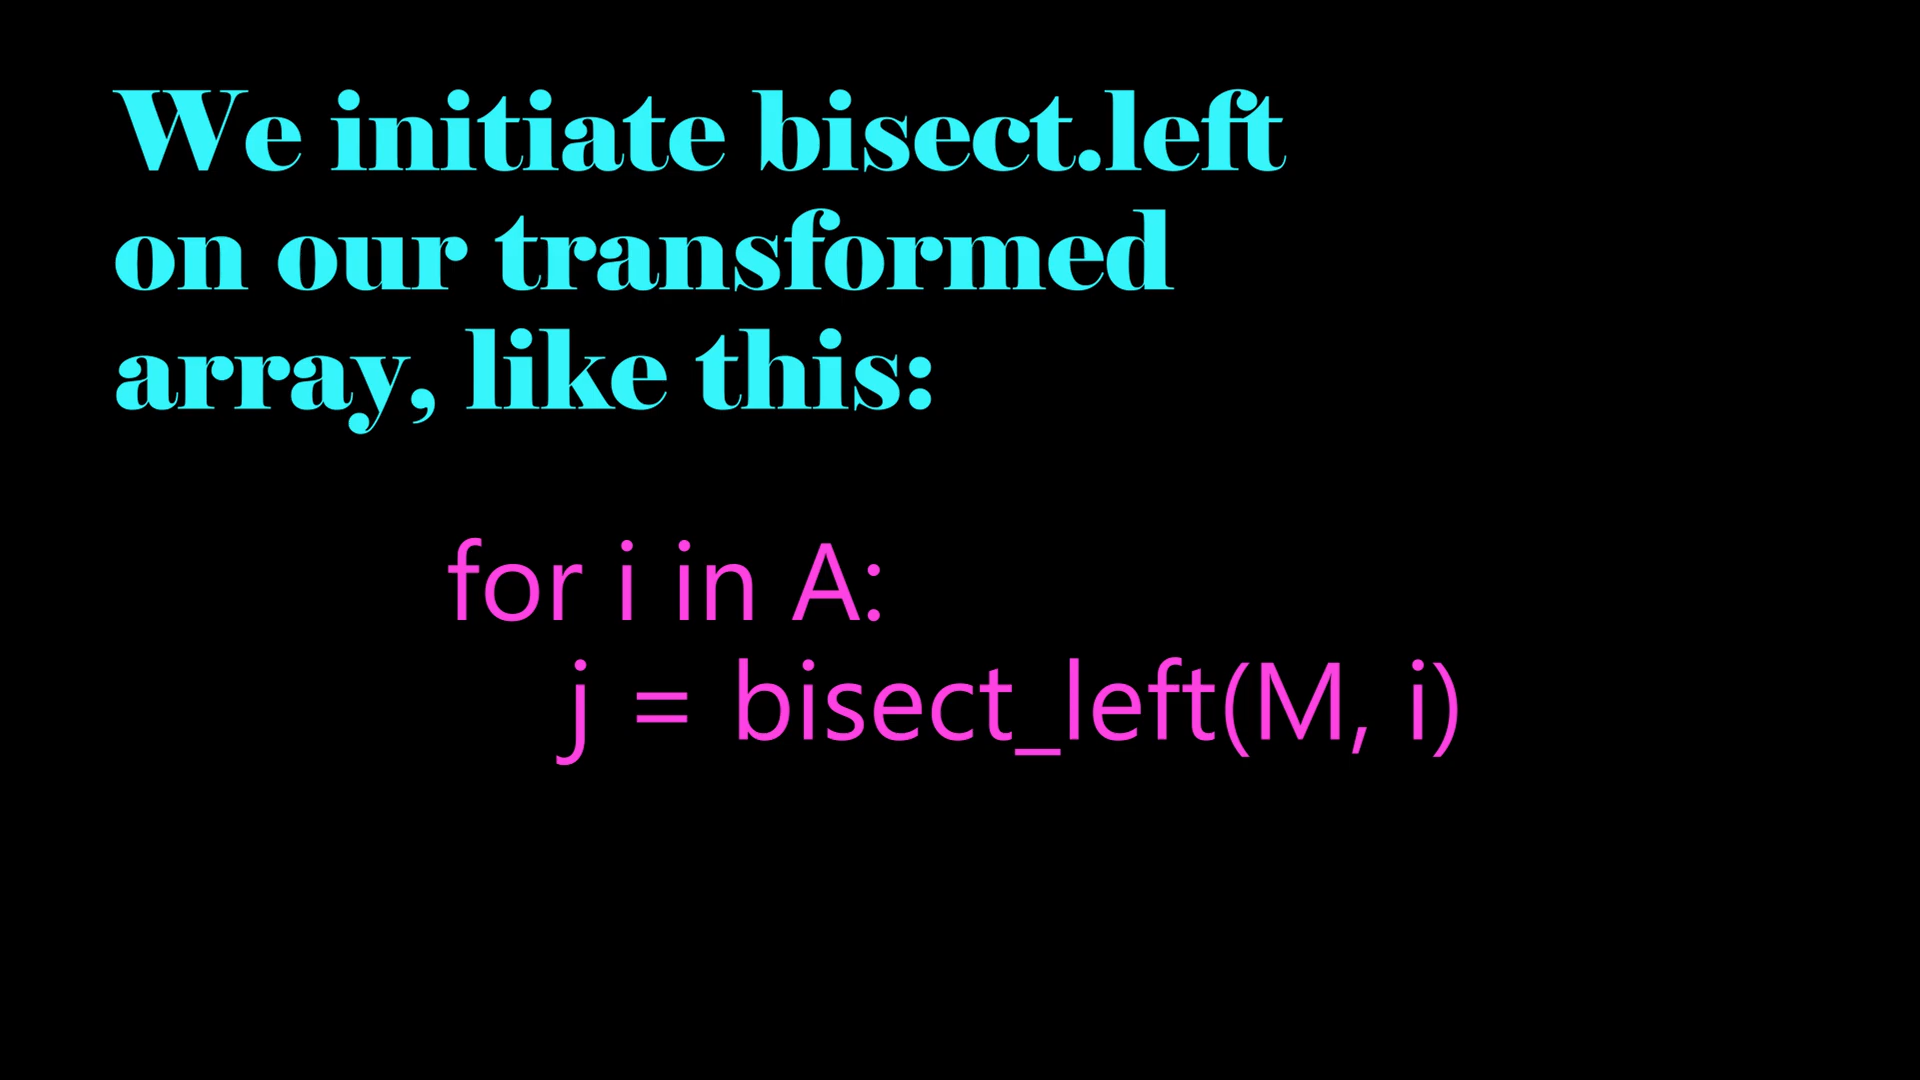 We initiate bisect.left
on our transformed
array, like this:
for i in A:
j = bisect_left(M, i)